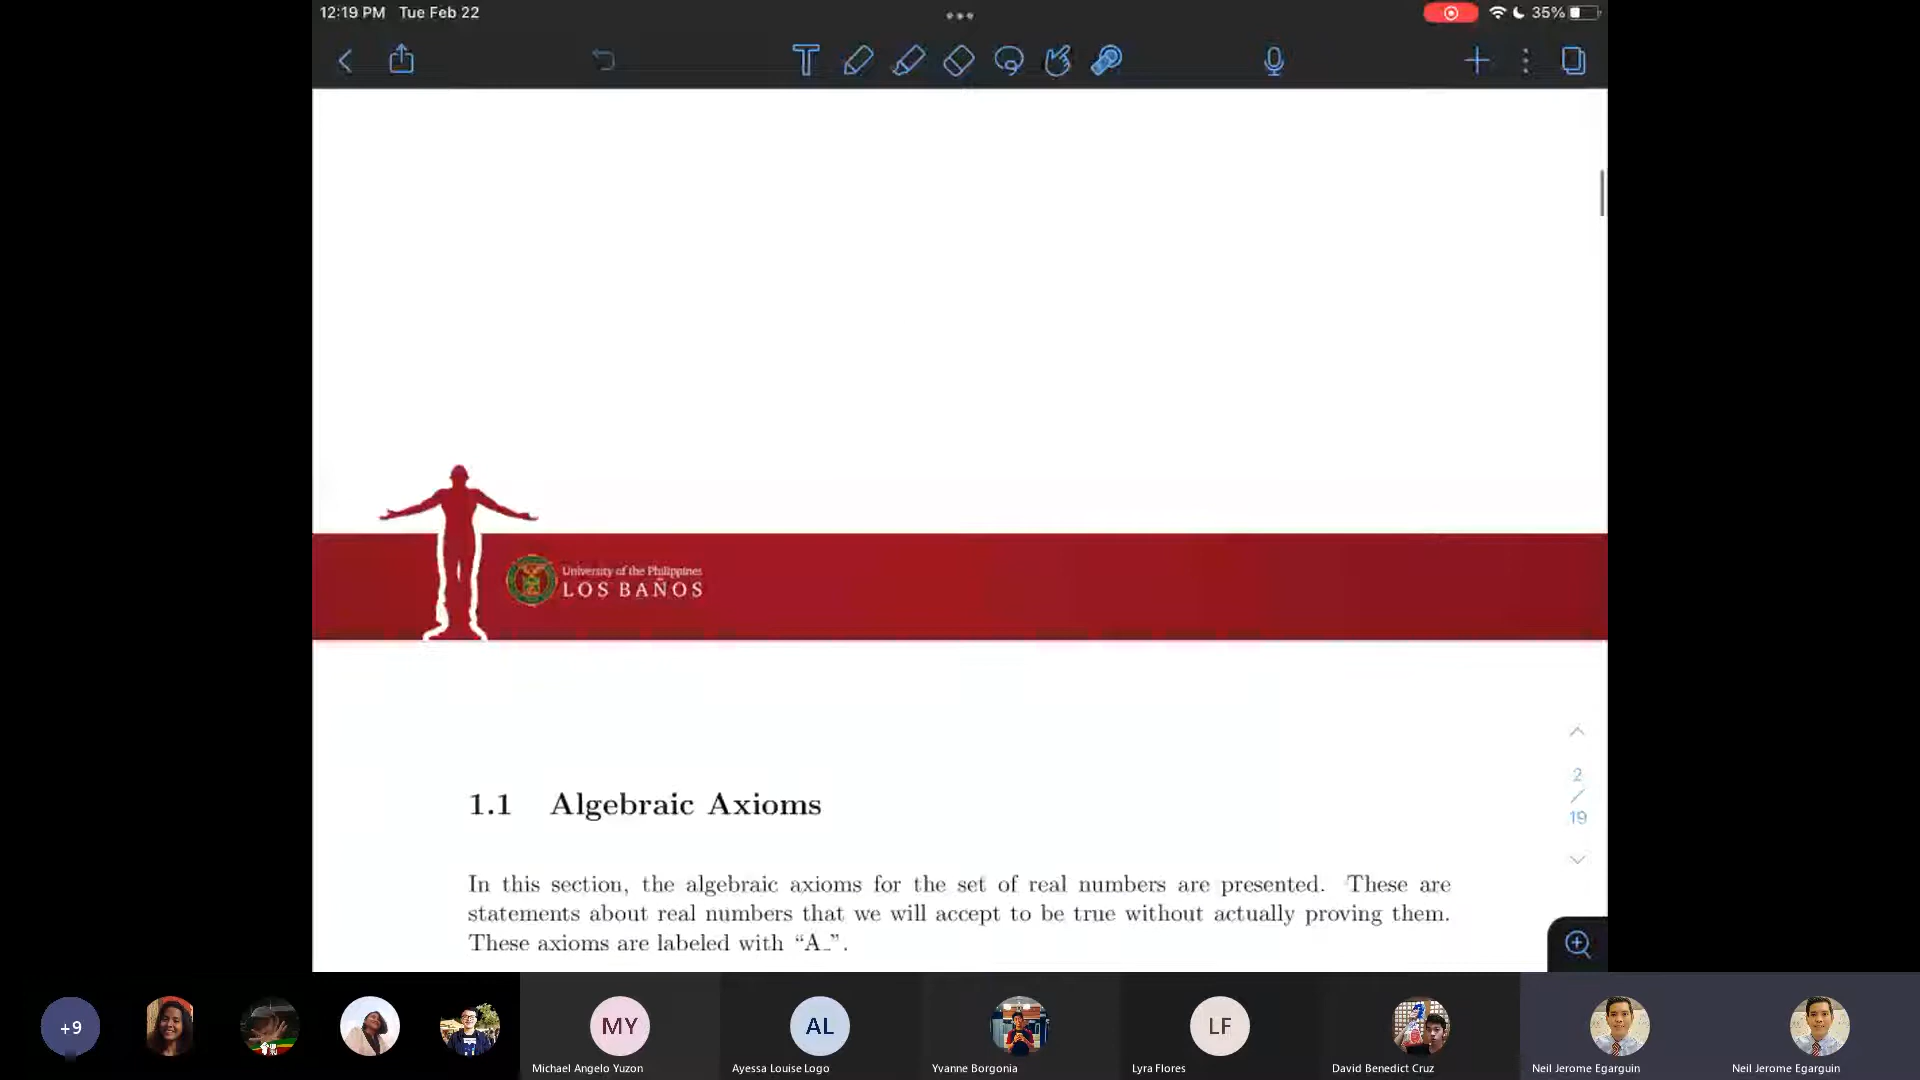 12:19 PM Tue Feb 22
35%
University of the Philippines
LOS BAÑOS
1.1 Algebraic Axioms
In this section, the algebraic axioms for the set of real numbers are presented. These are
statements about real numbers that we will accept to be true without actually proving them.
These axioms are labeled with “A_”.
2
/
19
+9
MY
AL
LF
Michael Angelo Yuzon
Ayessa Louise Logo
Yvanne Borgonia
Lyra Flores
David Benedict Cruz
Neil Jerome Egarguin
Neil Jerome Egarguin